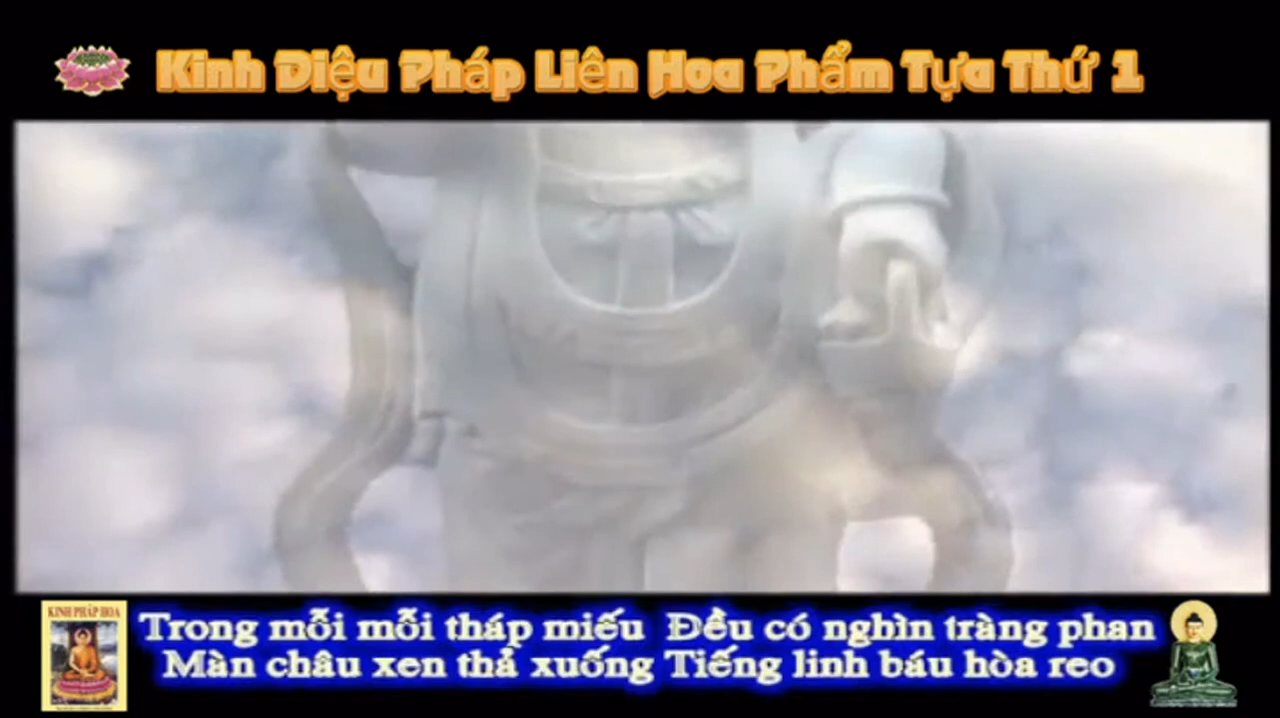 Kinh Diệu Pháp Liên Hoa Phẩm Tựa Thứ 1
KINH PHÁP HOA
Trong mỗi mỗi tháp miếu Đều có nghìn tràng phan
Màn châu xen thả xuống Tiếng linh báu hòa reo